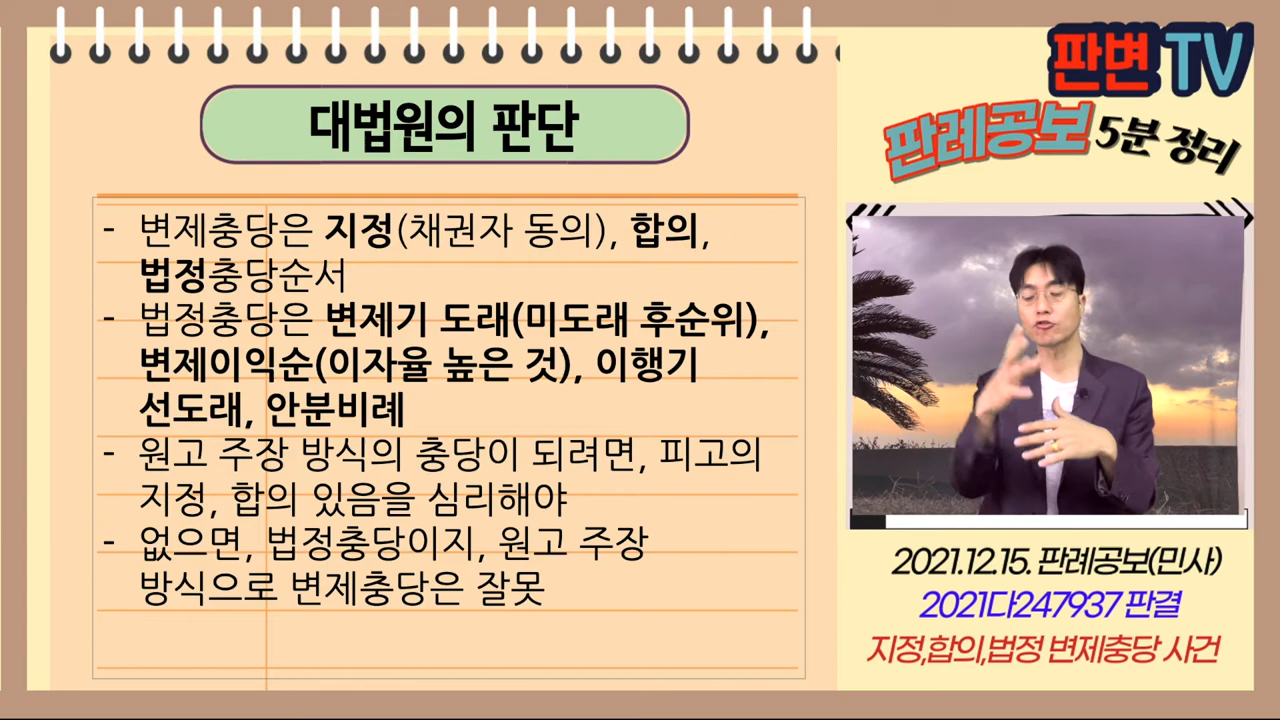 판변 TV
판례공보 5분 정리
대법원의 판단
- 변제충당은 지정(채권자 동의), 합의,
법정충당순서
- 법정충당은 변제기 도래(미도래 후순위),
변제이익순(이자율 높은 것), 이행기
선도래, 안분비례
- 원고 주장 방식의 충당이 되려면, 피고의
지정, 합의 있음을 심리해야
- 없으면, 법정충당이지, 원고 주장
방식으로 변제충당은 잘못
2021.12.15. 판례공보(민사)
2021다247937 판결
지정,합의,법정 변제충당 사건